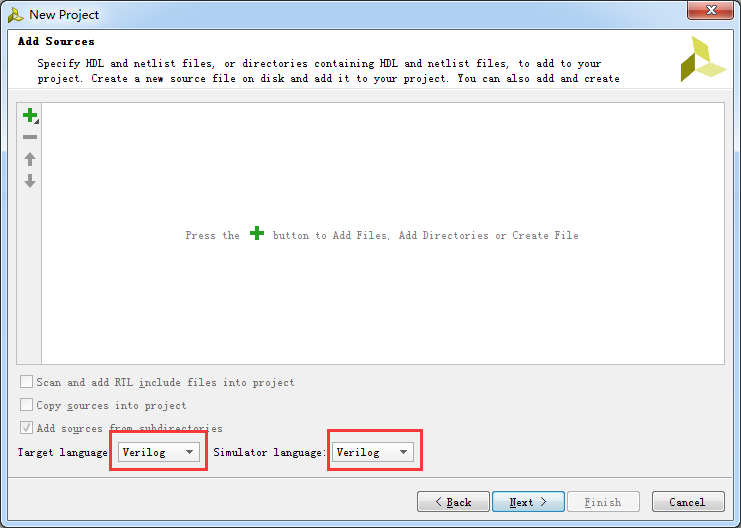 New Project
Add Sources
Specify HDL and netlist files, or directories containing HDL and netlist files, to add to your
project. Create a new source file on disk and add it to your project. You can also add and create
Press the + button to Add Files, Add Directories or Create File
Scan and add RTL include files into project
Copy sources into project
Add sources from subdirectories
Target language Verilog Simulator language: Verilog
< Back Next > Finish Cancel